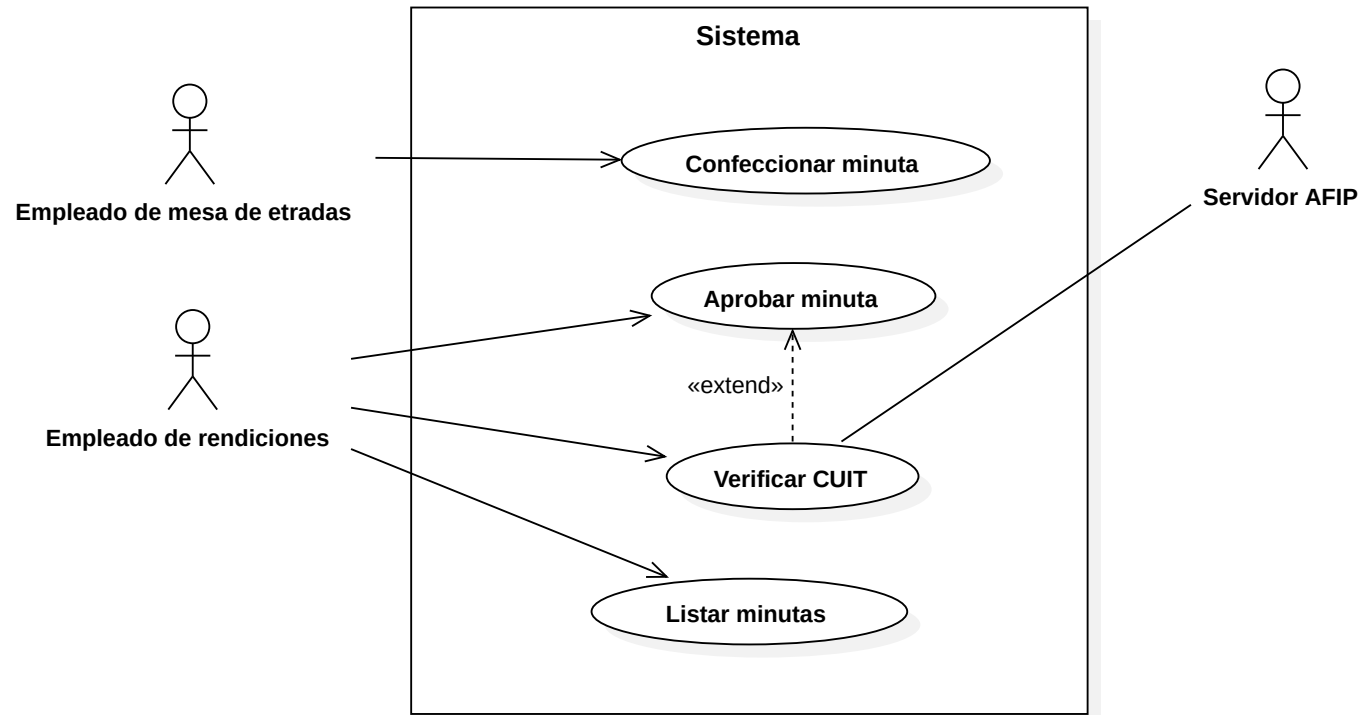 Sistema
Confeccionar minuta
Empleado de mesa de etradas
Servidor AFIP
Aprobar minuta
«extend»
Empleado de rendiciones
Verificar CUIT
Listar minutas